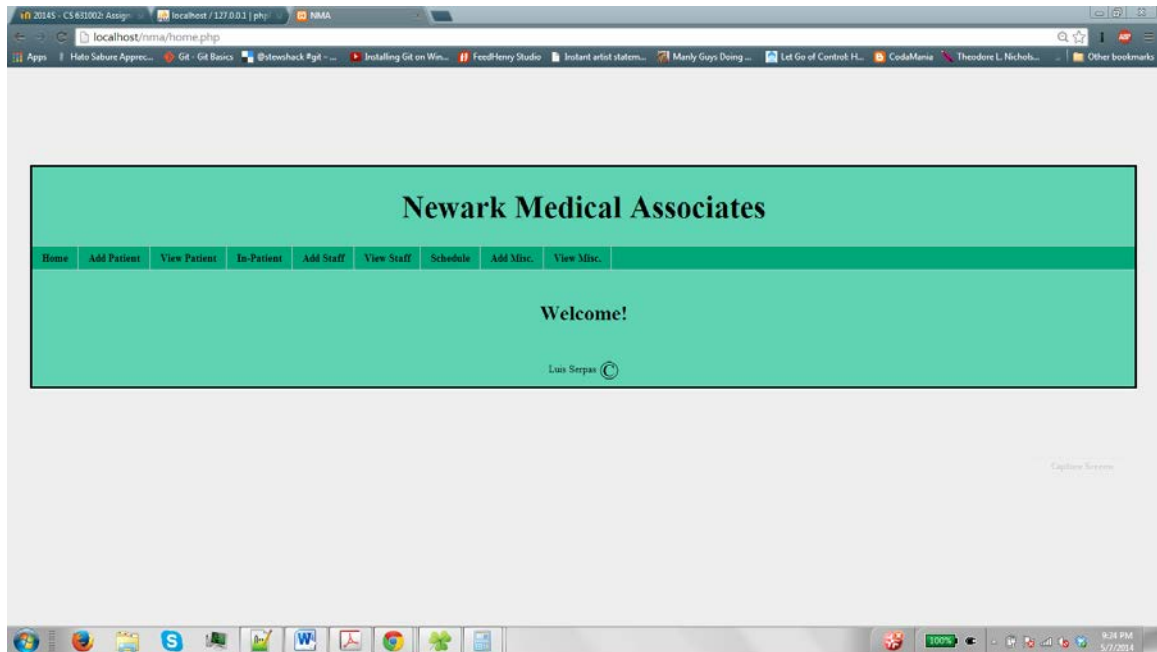 2014S - CS 631002: Assign localhost / 127.0.0.1 | php NMA
localhost/nma/home.php
Apps Hato Sabure Apprec... Git - Git Basics @stewshack #git - ... Installing Git on Win... FeedHenry Studio Instant artist statem... Manly Guys Doing ... Let Go of Control: H... CodaMania Theodore L. Nichols... Other bookmarks
Newark Medical Associates
Home Add Patient View Patient In-Patient Add Staff View Staff Schedule Add Misc. View Misc.
Welcome!
Luis Serpas ©
Capture Screen
100% 9:24 PM
5/7/2014